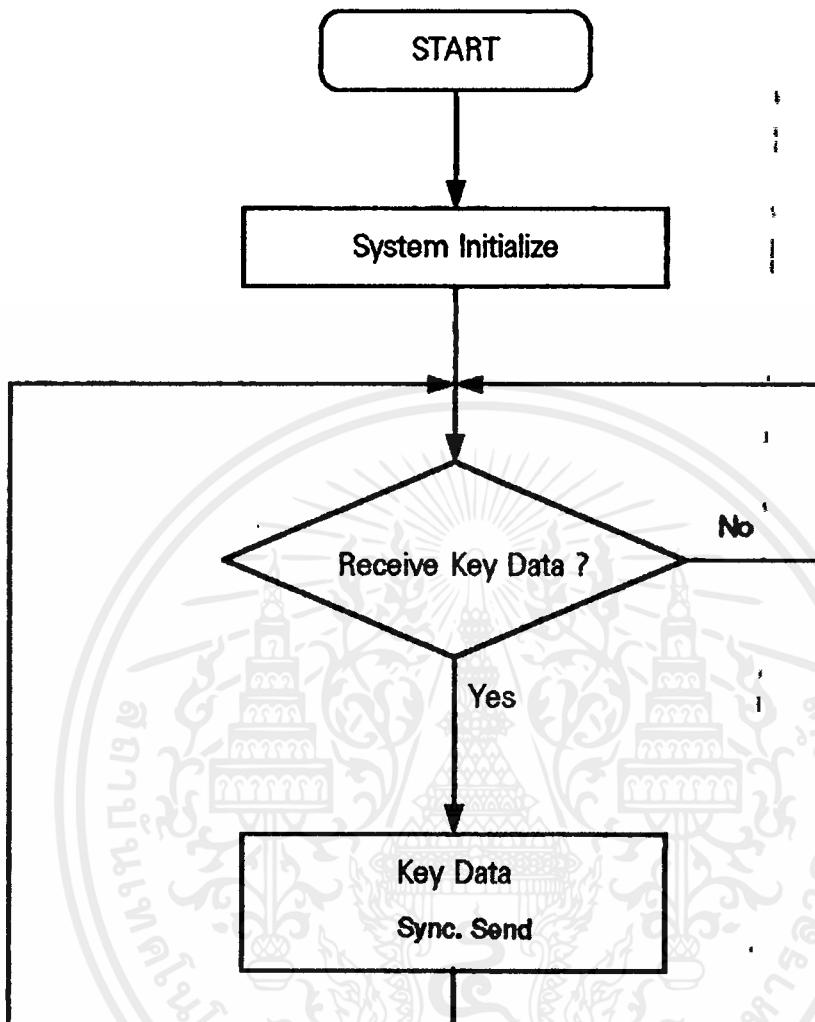 START
System Initialize
Receive Key Data ?
No
Yes
Key Data
Sync. Send